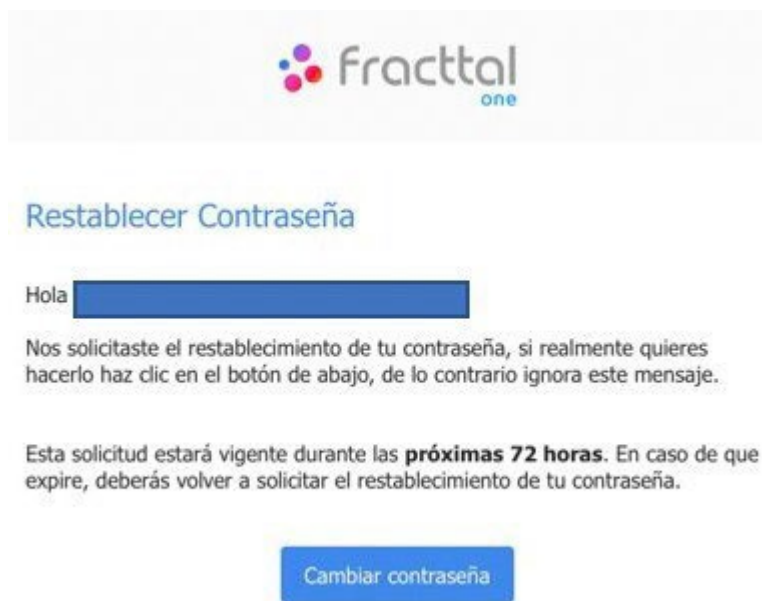 fracttal
one
Restablecer Contraseña
Hola
Nos solicitaste el restablecimiento de tu contraseña, si realmente quieres
hacerlo haz clic en el botón de abajo, de lo contrario ignora este mensaje.
Esta solicitud estará vigente durante las próximas 72 horas. En caso de que
expire, deberás volver a solicitar el restablecimiento de tu contraseña.
Cambiar contraseña